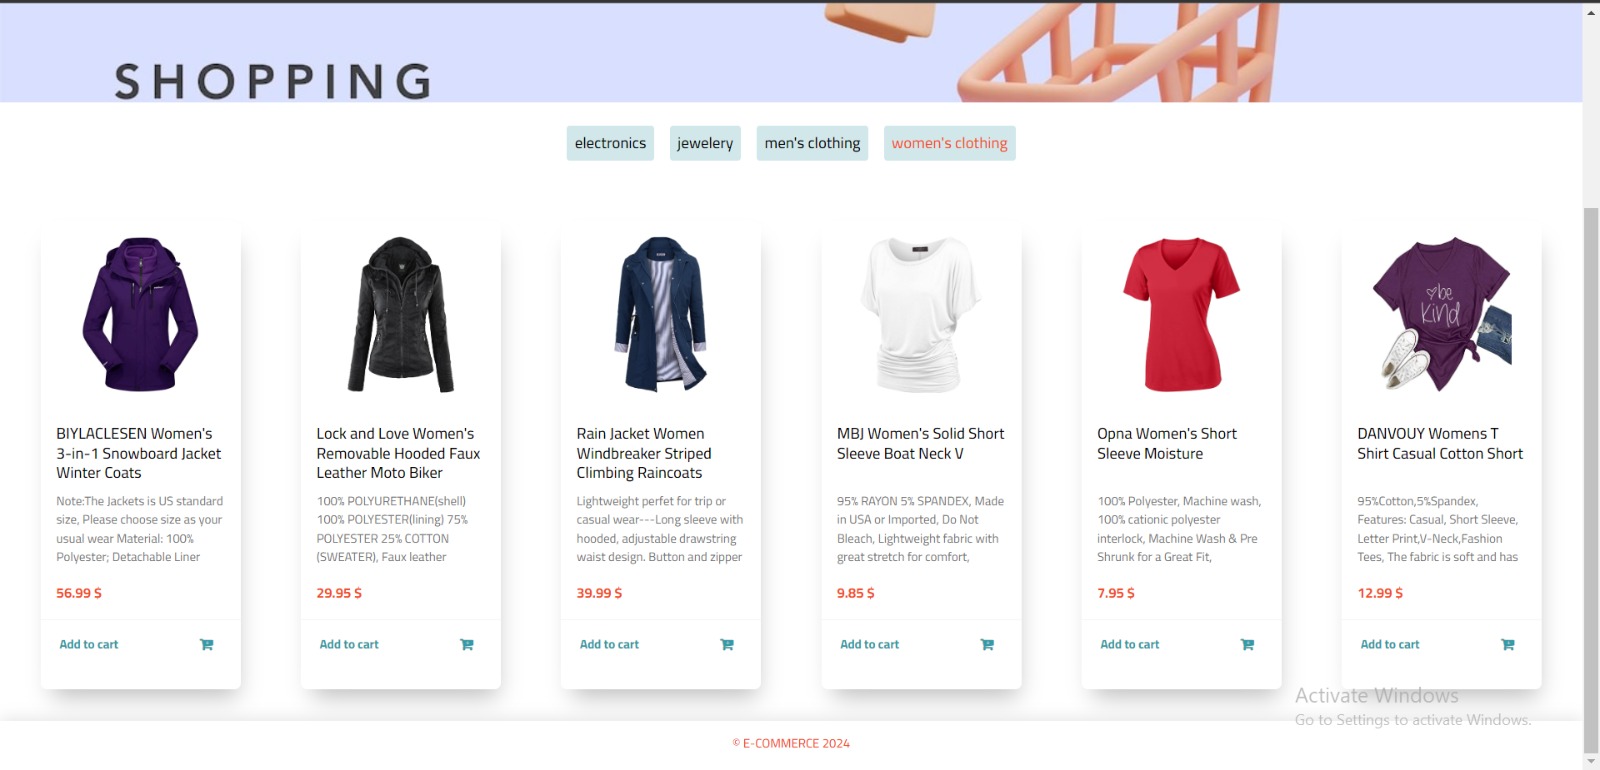 SHOPPING
electronics jewelery men's clothing women's clothing
be
kind
BIYLACLESEN Women's
3-in-1 Snowboard Jacket
Winter Coats
Note:The Jackets is US standard
size, Please choose size as your
usual wear Material: 100%
Polyester; Detachable Liner
56.99 $
Add to cart
Lock and Love Women's
Removable Hooded Faux
Leather Moto Biker
100% POLYURETHANE(shell)
100% POLYESTER(lining) 75%
POLYESTER 25% COTTON
(SWEATER), Faux leather
29.95 $
Add to cart
Rain Jacket Women
Windbreaker Striped
Climbing Raincoats
Lightweight perfet for trip or
casual wear---Long sleeve with
hooded, adjustable drawstring
waist design. Button and zipper
39.99 $
Add to cart
MBJ Women's Solid Short
Sleeve Boat Neck V
95% RAYON 5% SPANDEX, Made
in USA or Imported, Do Not
Bleach, Lightweight fabric with
great stretch for comfort,
9.85 $
Add to cart
Opna Women's Short
Sleeve Moisture
100% Polyester, Machine wash,
100% cationic polyester
interlock, Machine Wash & Pre
Shrunk for a Great Fit,
7.95 $
Add to cart
DANVOUY Womens T
Shirt Casual Cotton Short
95%Cotton,5%Spandex,
Features: Casual, Short Sleeve,
Letter Print,V-Neck,Fashion
Tees, The fabric is soft and has
12.99 $
Add to cart
Activate Windows
Go to Settings to activate Windows.
© E-COMMERCE 2024